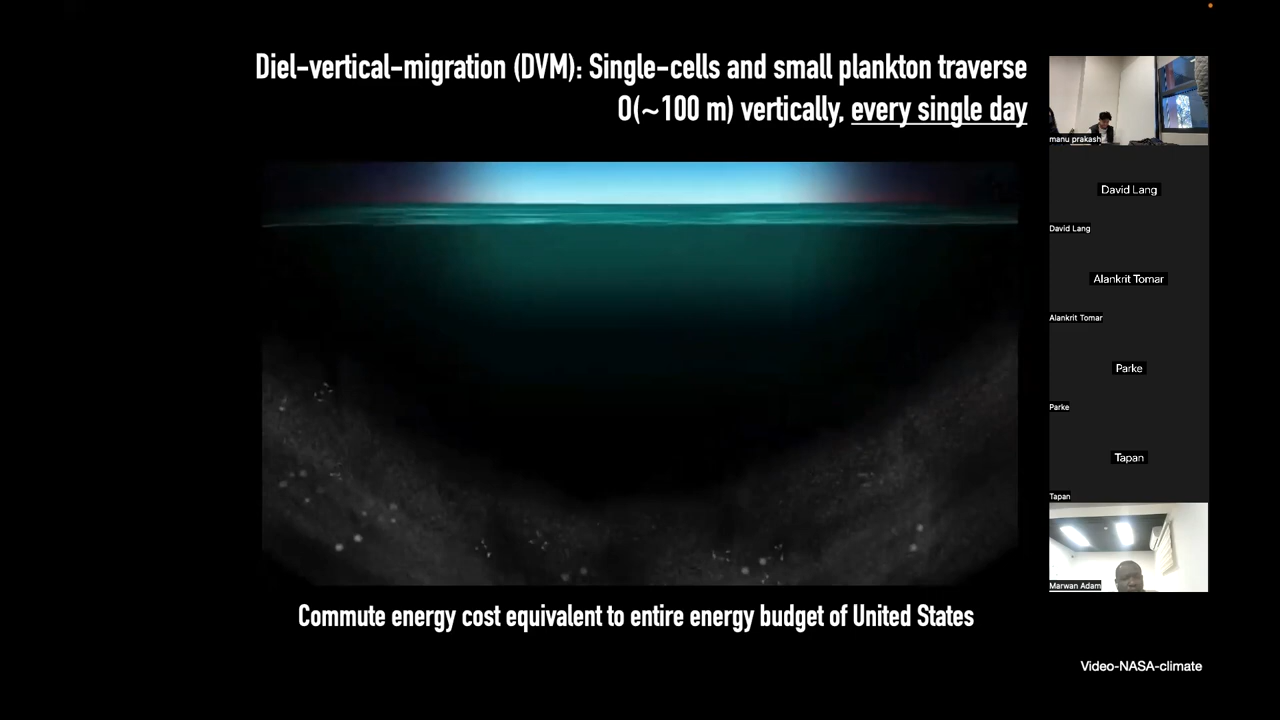 Diel-vertical-migration (DVM): Single-cells and small plankton traverse
O(~100 m) vertically, every single day
manu prakash
David Lang
David Lang
Alankrit Tomar
Alankrit Tomar
Parke
Parke
Tapan
Tapan
Marwan Adam
Commute energy cost equivalent to entire energy budget of United States
Video-NASA-climate